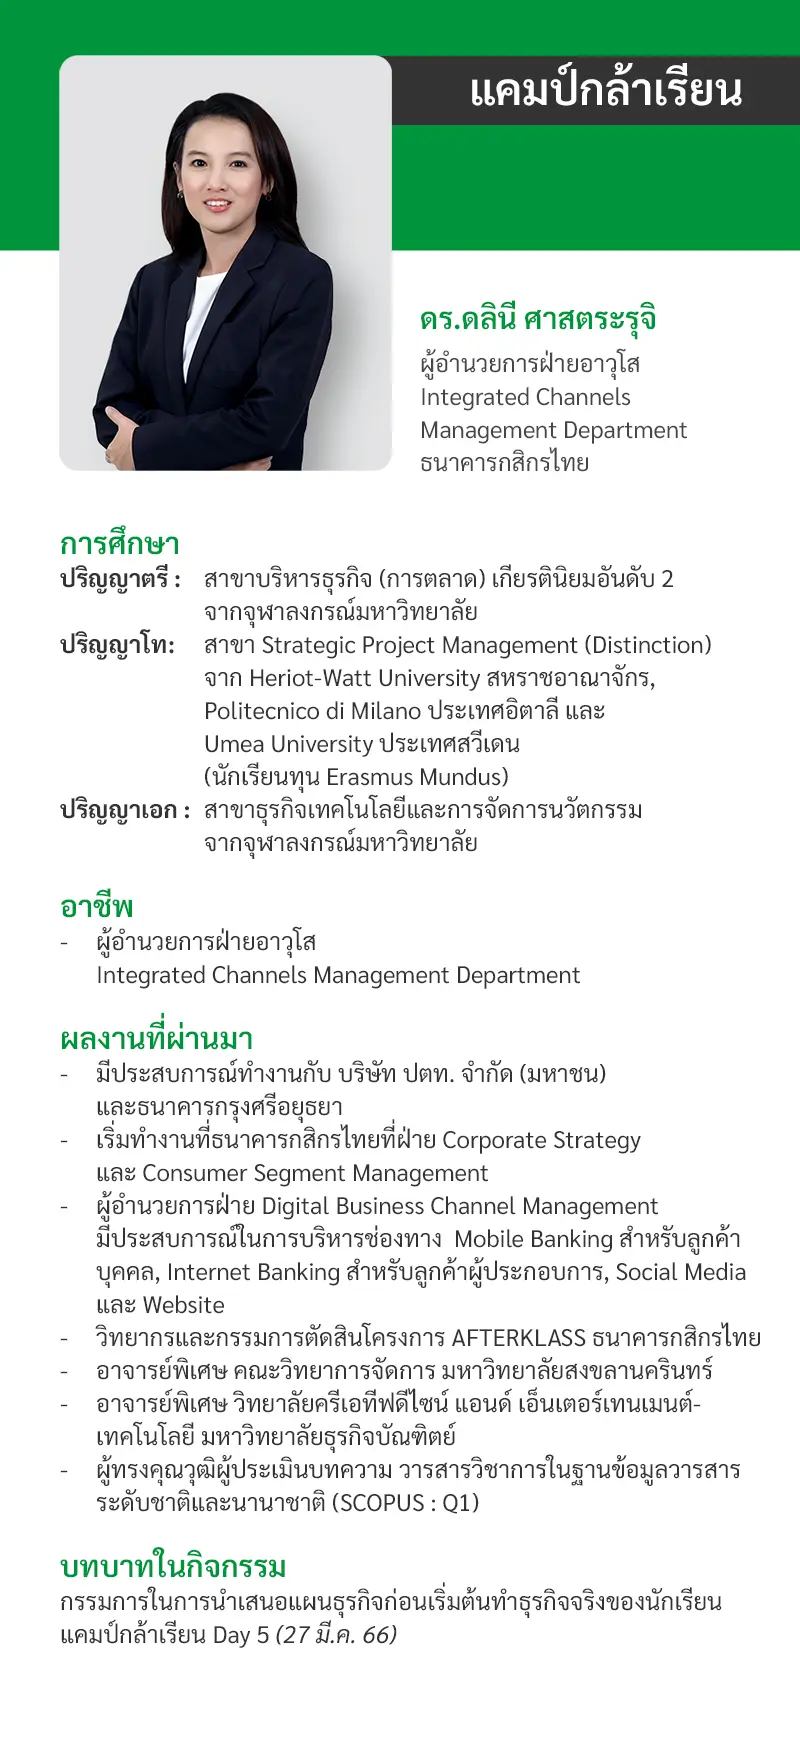 แคมป์กล้าเรียน
ดร.ดลินี ศาสตระรุจิ
ผู้อำนวยการฝ่ายอาวุโส
Integrated Channels
Management Department
ธนาคารกสิกรไทย
การศึกษา
ปริญญาตรี : สาขาบริหารธุรกิจ (การตลาด) เกียรตินิยมอันดับ 2
จากจุฬาลงกรณ์มหาวิทยาลัย
ปริญญาโท: สาขา Strategic Project Management (Distinction)
จาก Heriot-Watt University สหราชอาณาจักร,
Politecnico di Milano ประเทศอิตาลี และ
Umea University ประเทศสวีเดน
(นักเรียนทุน Erasmus Mundus)
ปริญญาเอก : สาขาธุรกิจเทคโนโลยีและการจัดการนวัตกรรม
จากจุฬาลงกรณ์มหาวิทยาลัย
อาชีพ
- ผู้อำนวยการฝ่ายอาวุโส
Integrated Channels Management Department
ผลงานที่ผ่านมา
- มีประสบการณ์ทำงานกับ บริษัท ปตท. จำกัด (มหาชน)
และธนาคารกรุงศรีอยุธยา
- เริ่มทำงานที่ธนาคารกสิกรไทยที่ฝ่าย Corporate Strategy
และ Consumer Segment Management
- ผู้อำนวยการฝ่าย Digital Business Channel Management
มีประสบการณ์ในการบริหารช่องทาง Mobile Banking สำหรับลูกค้า
บุคคล, Internet Banking สำหรับลูกค้าผู้ประกอบการ, Social Media
และ Website
- วิทยากรและกรรมการตัดสินโครงการ AFTERKLASS ธนาคารกสิกรไทย
- อาจารย์พิเศษ คณะวิทยาการจัดการ มหาวิทยาลัยสงขลานครินทร์
- อาจารย์พิเศษ วิทยาลัยครีเอทีฟดีไซน์ แอนด์ เอ็นเตอร์เทนเมนต์-
เทคโนโลยี มหาวิทยาลัยธุรกิจบัณฑิตย์
- ผู้ทรงคุณวุฒิผู้ประเมินบทความ วารสารวิชาการในฐานข้อมูลวารสาร
ระดับชาติและนานาชาติ (SCOPUS : Q1)
บทบาทในกิจกรรม
กรรมการในการนำเสนอแผนธุรกิจก่อนเริ่มต้นทำธุรกิจจริงของนักเรียน
แคมป์กล้าเรียน Day 5 (27 มี.ค. 66)